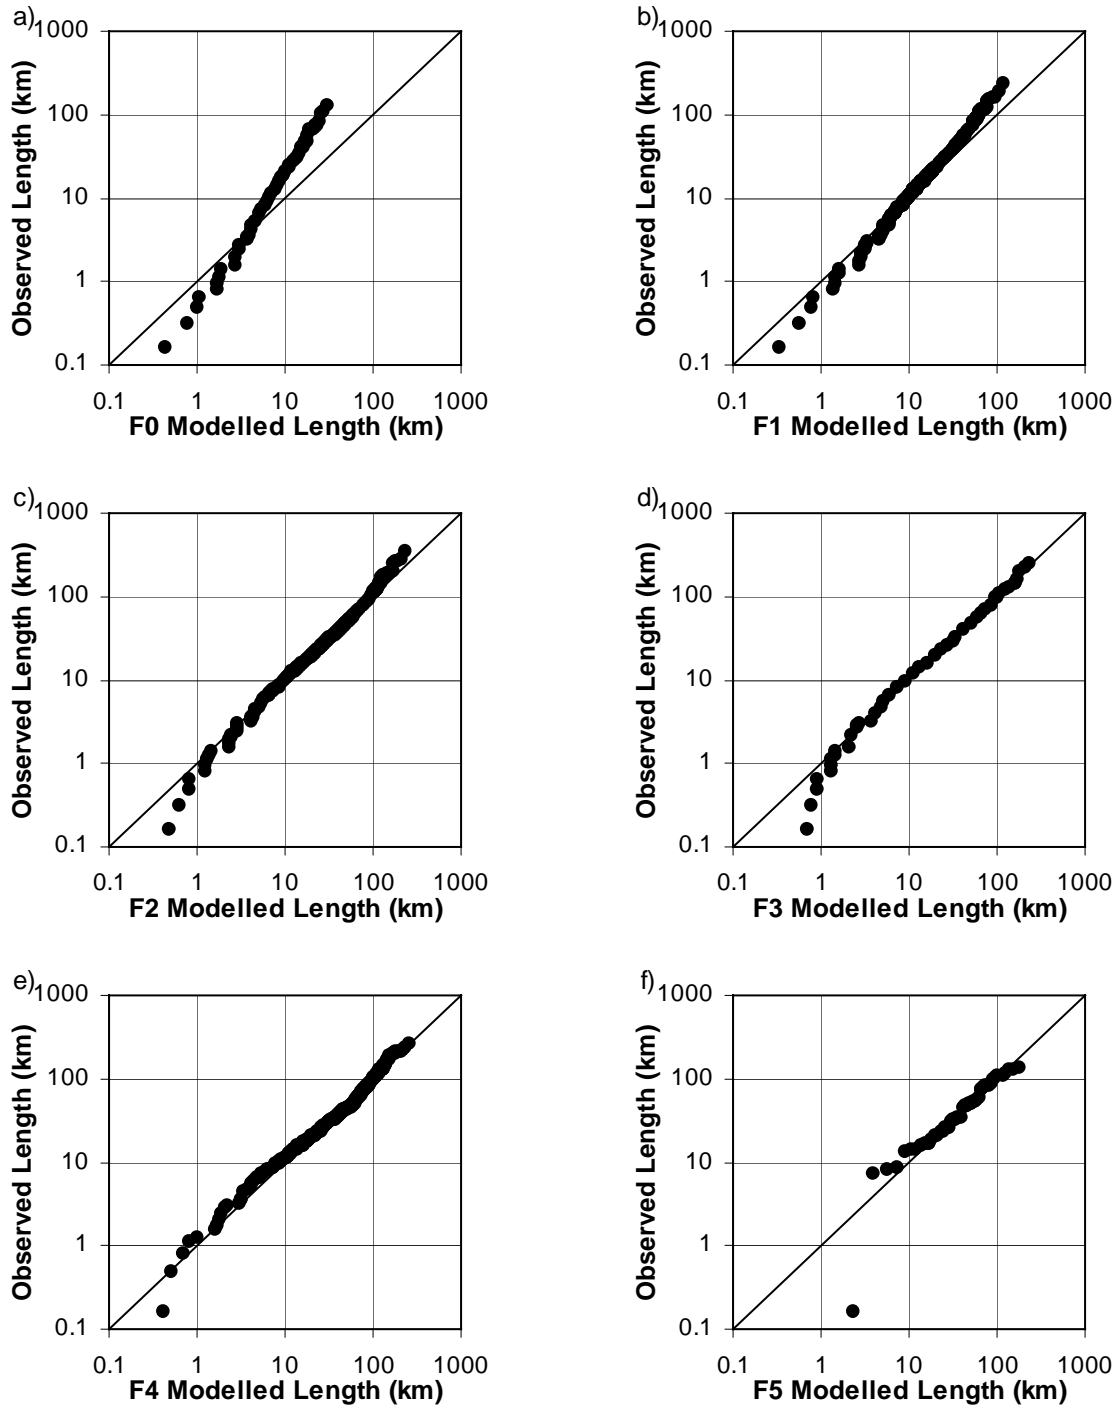 a)
1000
100
10
1
0.1
Observed Length (km)
0.1 1 10 100 1000
F0 Modelled Length (km)
b)
1000
100
10
1
0.1
Observed Length (km)
0.1 1 10 100 1000
F1 Modelled Length (km)
c)
1000
100
10
1
0.1
Observed Length (km)
0.1 1 10 100 1000
F2 Modelled Length (km)
d)
1000
100
10
1
0.1
Observed Length (km)
0.1 1 10 100 1000
F3 Modelled Length (km)
e)
1000
100
10
1
0.1
Observed Length (km)
0.1 1 10 100 1000
F4 Modelled Length (km)
f)
1000
100
10
1
0.1
Observed Length (km)
0.1 1 10 100 1000
F5 Modelled Length (km)